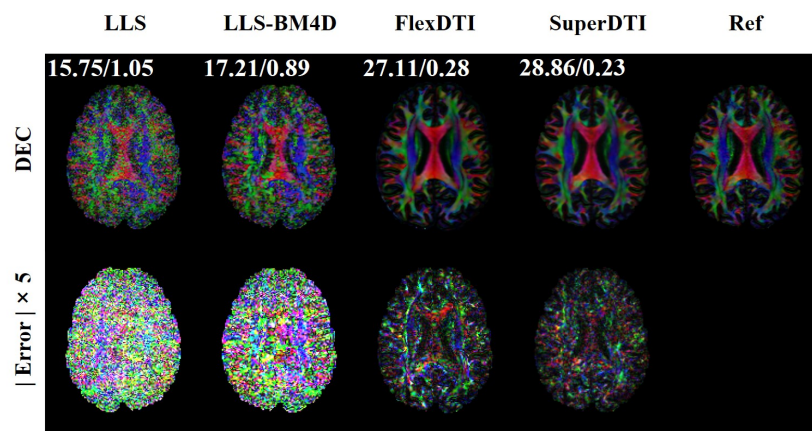 LLS LLS-BM4D FlexDTI SuperDTI Ref
15.75/1.05 17.21/0.89 27.11/0.28 28.86/0.23
DEC
| Error | × 5